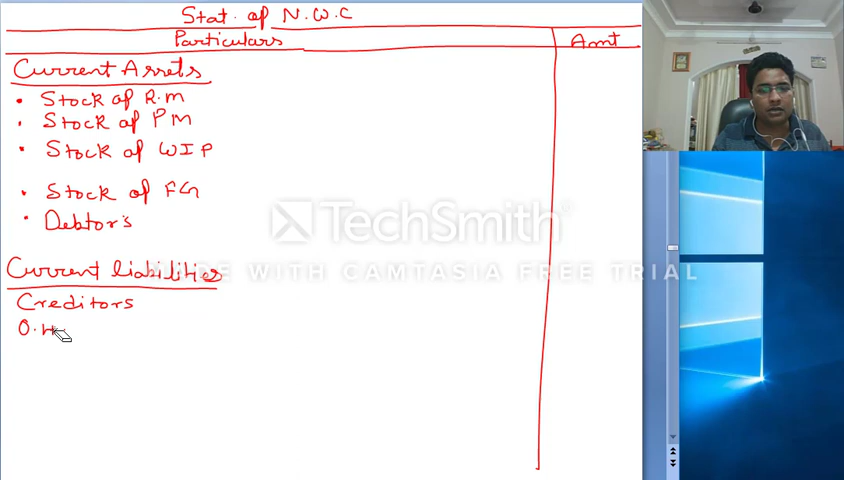 Stat. of N.W.C
Particulars Amt
Current Assets
• Stock of R.M
• Stock of PM
• Stock of WIP
• Stock of FG
• Debtor's
TechSmith
MADE WITH CAMTASIA FREE TRIAL
Current liabilities
Creditors
O.H